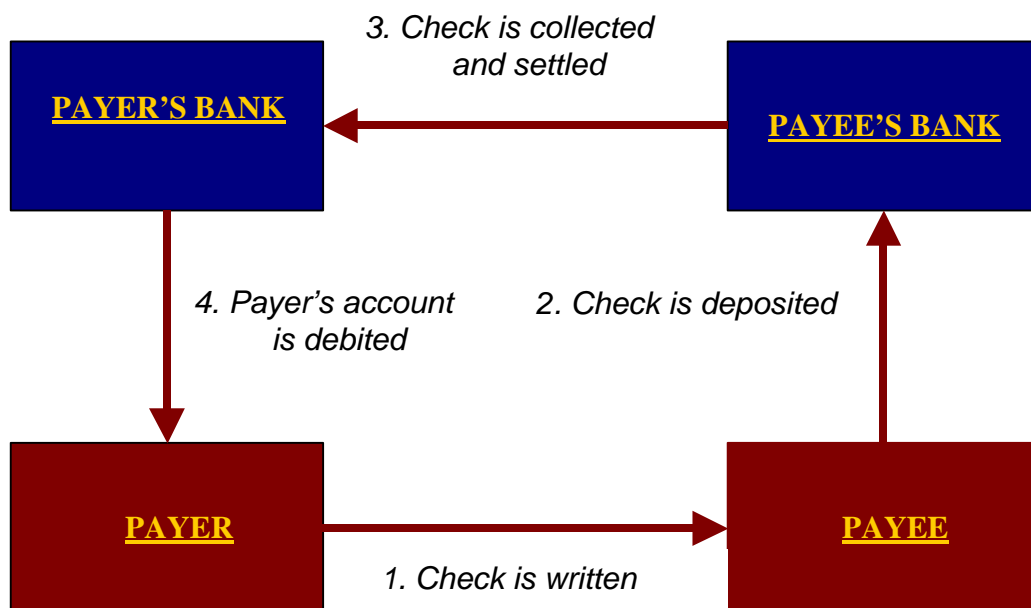 3. Check is collected
and settled
PAYER’S BANK
PAYEE’S BANK
4. Payer’s account
is debited
2. Check is deposited
PAYER
PAYEE
1. Check is written